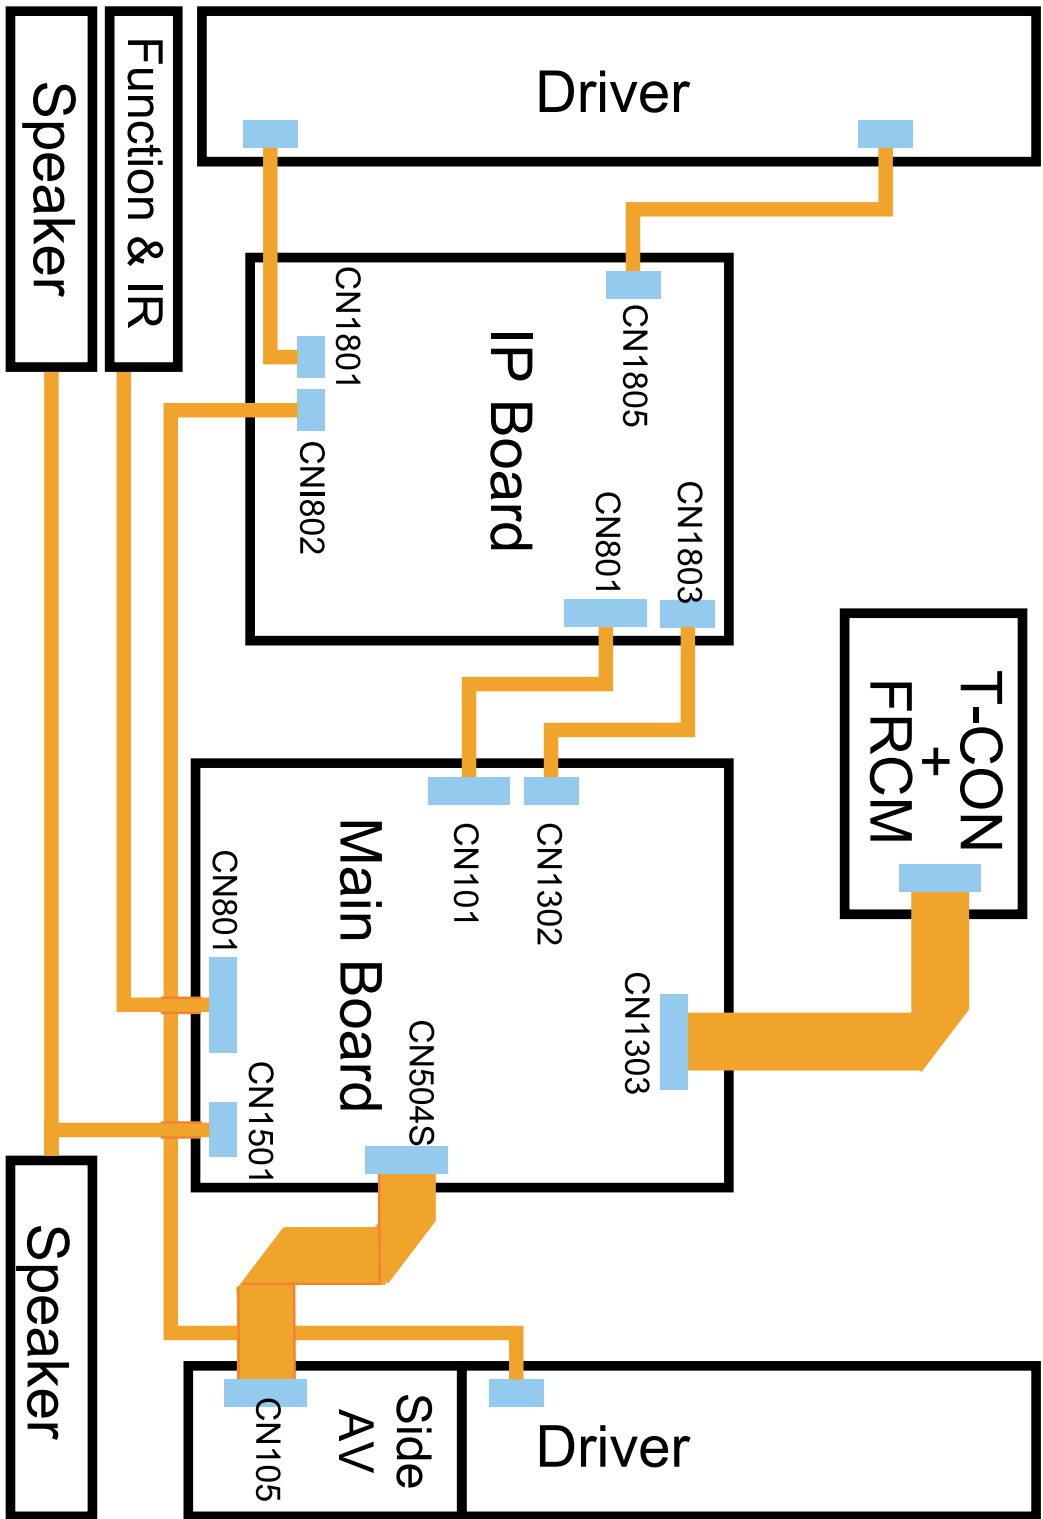 Driver
Speaker
Function & IR
CN1801
CNI802
IP Board
CN1805
CN801
CN1803
T-CON
+
FRCM
Main Board
CN101
CN1302
CN801
CN1501
CN504S
CN1303
Speaker
CN105
Side
AV
Driver